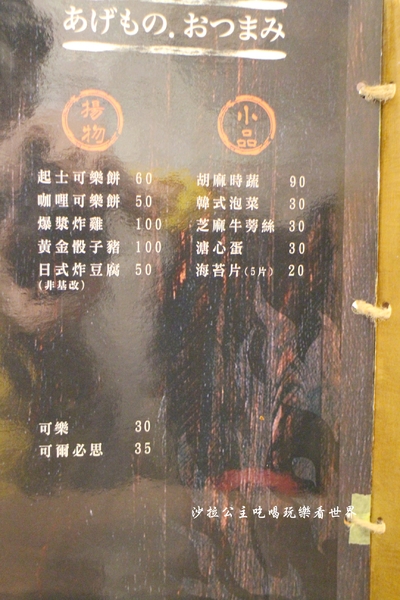 あげもの．おつまみ
揚物
起士可樂餅 60
咖哩可樂餅 50
爆漿炸雞 100
黃金骰子豬 100
日式炸豆腐 50
(非基改)
小品
胡麻時蔬 90
韓式泡菜 30
芝麻牛蒡絲 30
溏心蛋 30
海苔片(5片) 20
可樂 30
可爾必思 35
沙拉公主吃喝玩樂看世界